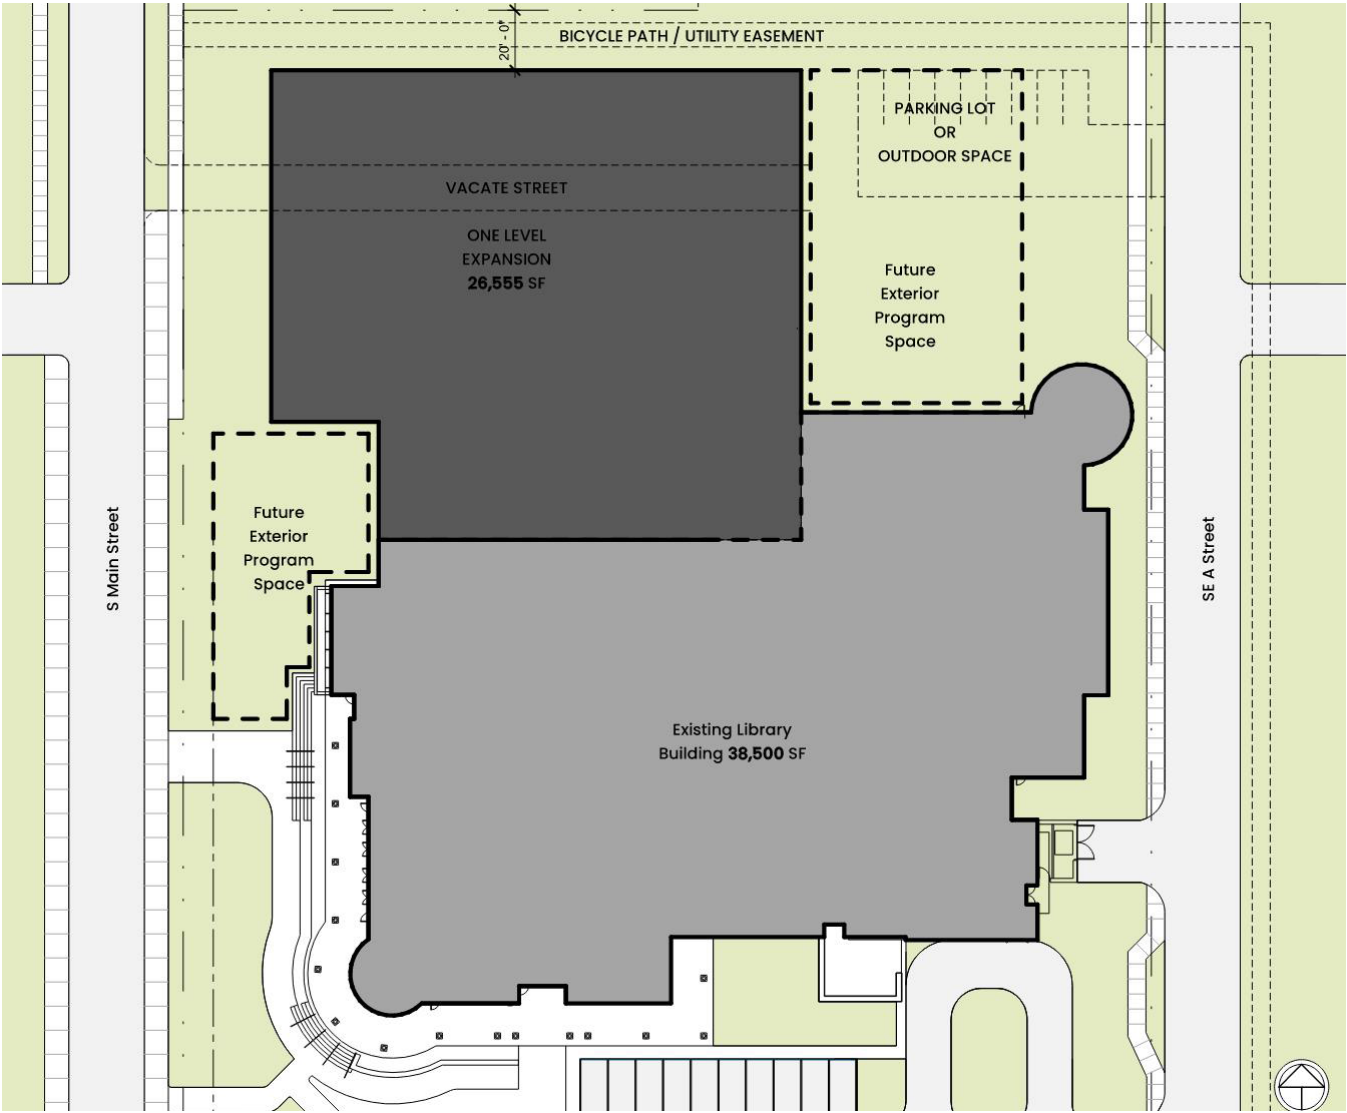 20' - 0"
BICYCLE PATH / UTILITY EASEMENT
PARKING LOT
OR
OUTDOOR SPACE
VACATE STREET
ONE LEVEL
EXPANSION
26,555 SF
Future
Exterior
Program
Space
Future
Exterior
Program
Space
S Main Street
SE A Street
Existing Library
Building 38,500 SF